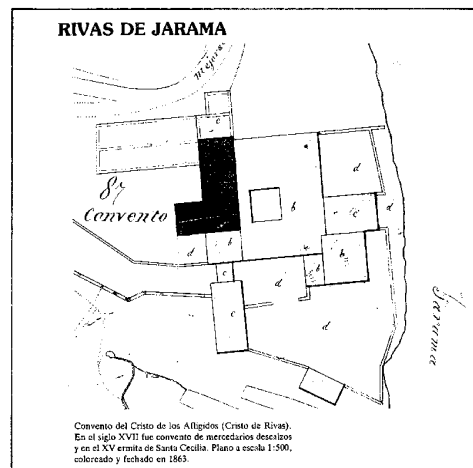 RIVAS DE JARAMA
c
87
Convento
d
b
c
d
b
h
d
c
d
b
c
d
Jarama
Convento del Cristo de los Afligidos (Cristo de Rivas).
En el siglo XVII fue convento de mercedarios descalzos
y en el XV ermita de Santa Cecilia. Plano a escala 1:500,
coloreado y fechado en 1863.